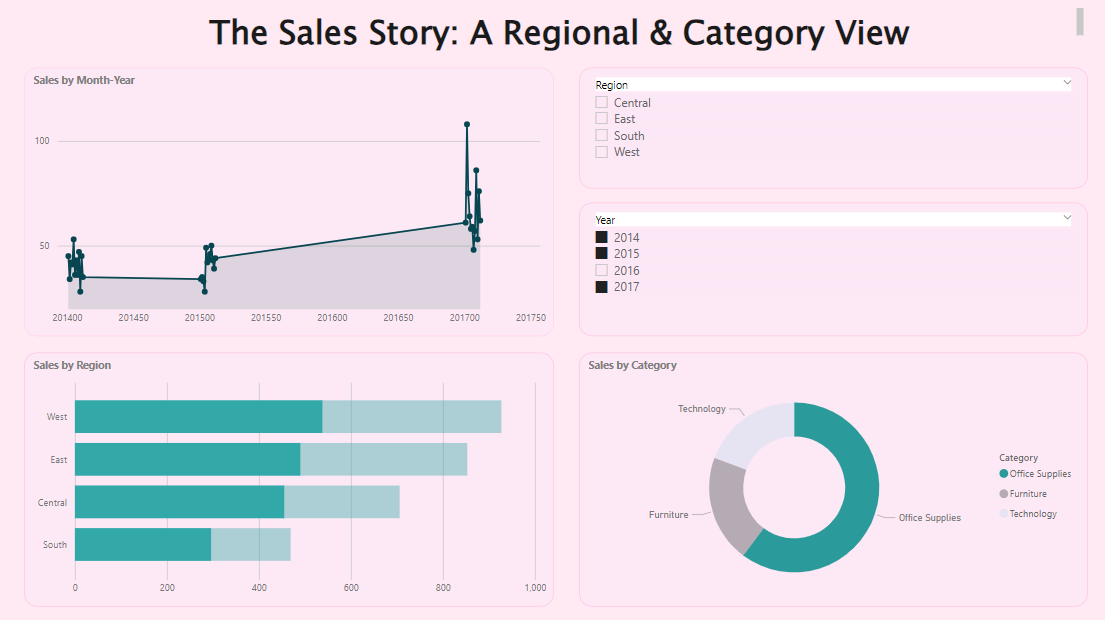 The Sales Story: A Regional & Category View
Sales by Month-Year
100
50
201400 201450 201500 201550 201600 201650 201700 201750
Region
Central
East
South
West
Year
2014
2015
2016
2017
Sales by Region
West
East
Central
South
0 200 400 600 800 1,000
Sales by Category
Technology
Furniture
Office Supplies
Category
Office Supplies
Furniture
Technology